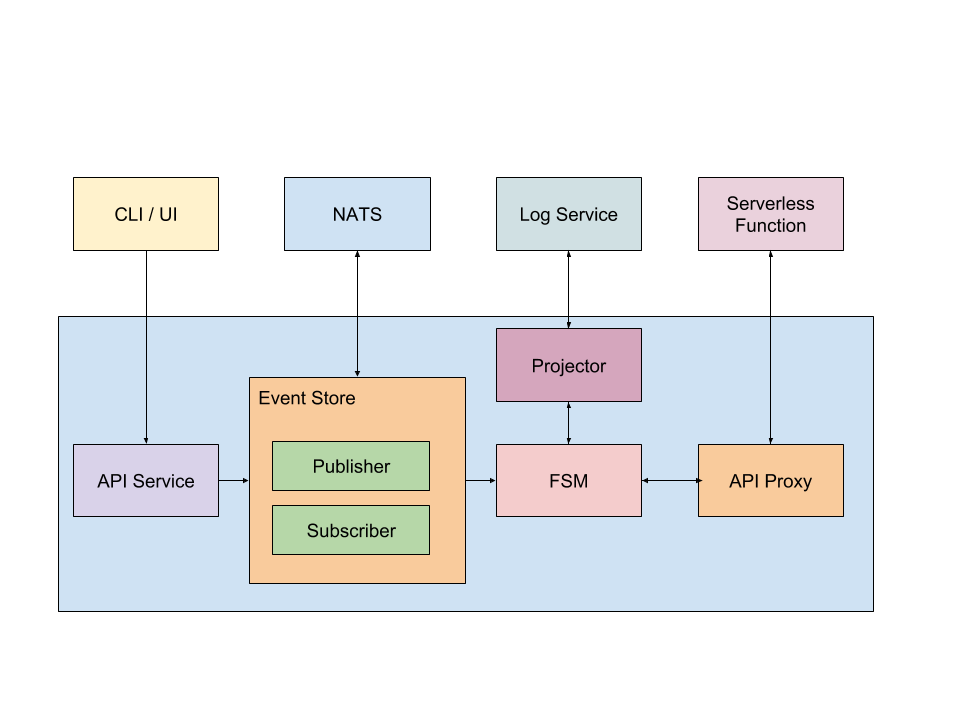 CLI / UI
NATS
Log Service
Serverless
Function
Projector
Event Store
API Service
Publisher
Subscriber
FSM
API Proxy